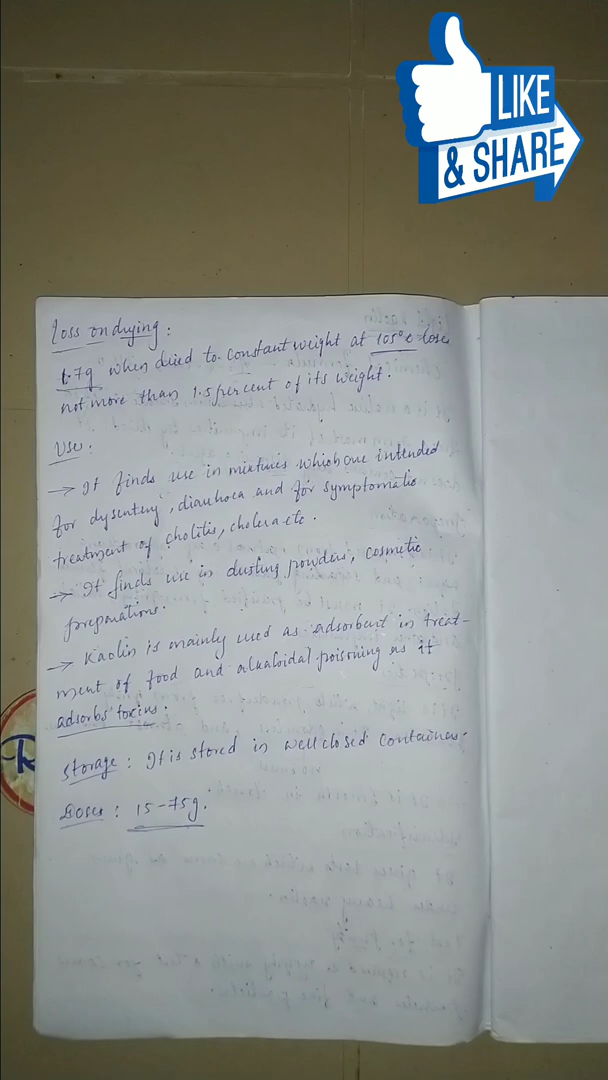 LIKE
& SHARE
Loss on drying :
1.7g when dried to constant weight at 105°c loses
not more than 1.5 percent of its weight.
Use :
→ It finds use in mixtures which are intended
for dysentery, diarrhoea and for symptomatic
treatment of cholitis, cholera etc.
→ It finds use in dusting powders, cosmetic
preparations.
→ Kaolin is mainly used as adsorbent in treat-
ment of food and alkaloidal poisoning as it
adsorbs toxins.
Storage : It is stored in well closed containers.
Doses : 15-75g.